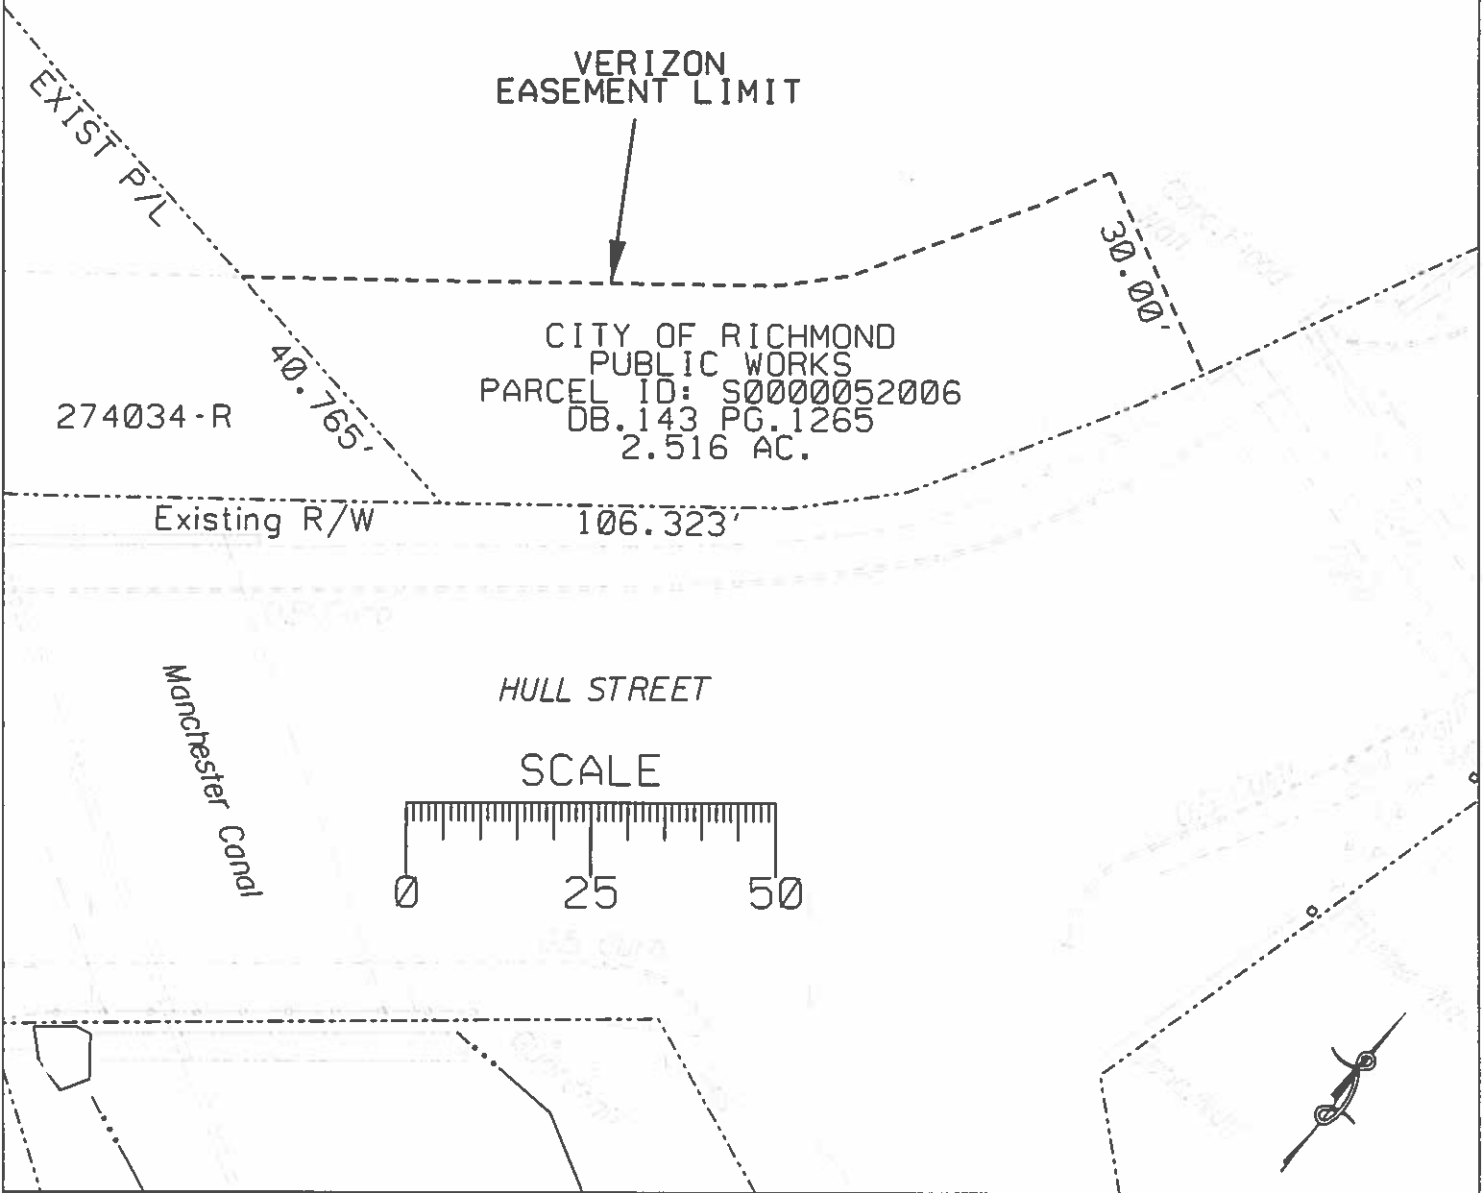 VERIZON
EASEMENT LIMIT
EXIST P/L
30.00'
40.765'
CITY OF RICHMOND
PUBLIC WORKS
PARCEL ID: S0000052006
DB.143 PG.1265
2.516 AC.
274034-R
Existing R/W
106.323'
HULL STREET
Manchester Canal
SCALE
0 25 50